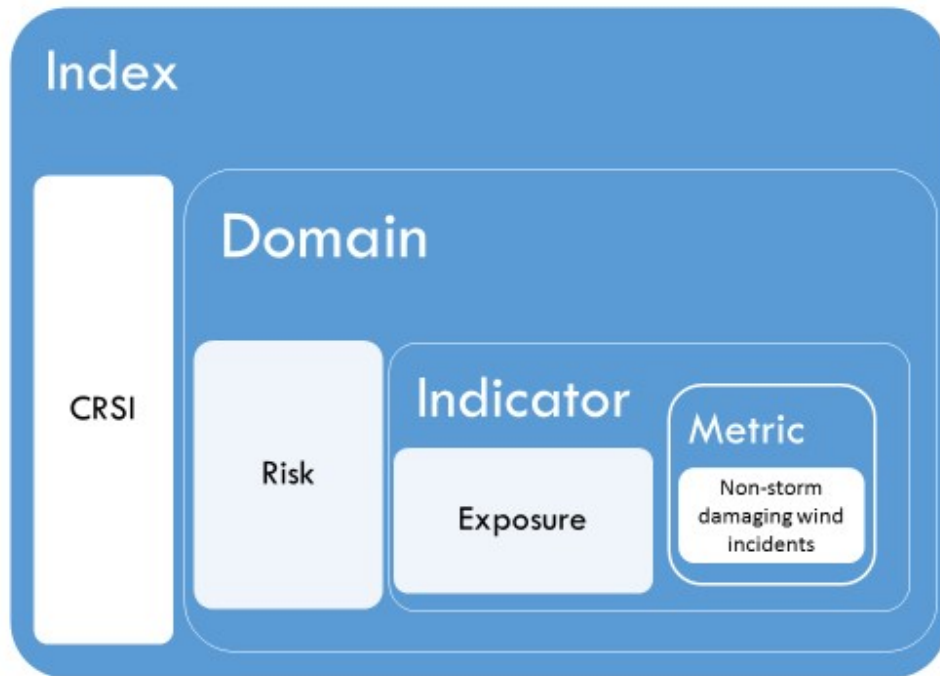 Index
CRSI
Domain
Risk
Indicator
Exposure
Metric
Non-storm
damaging wind
incidents